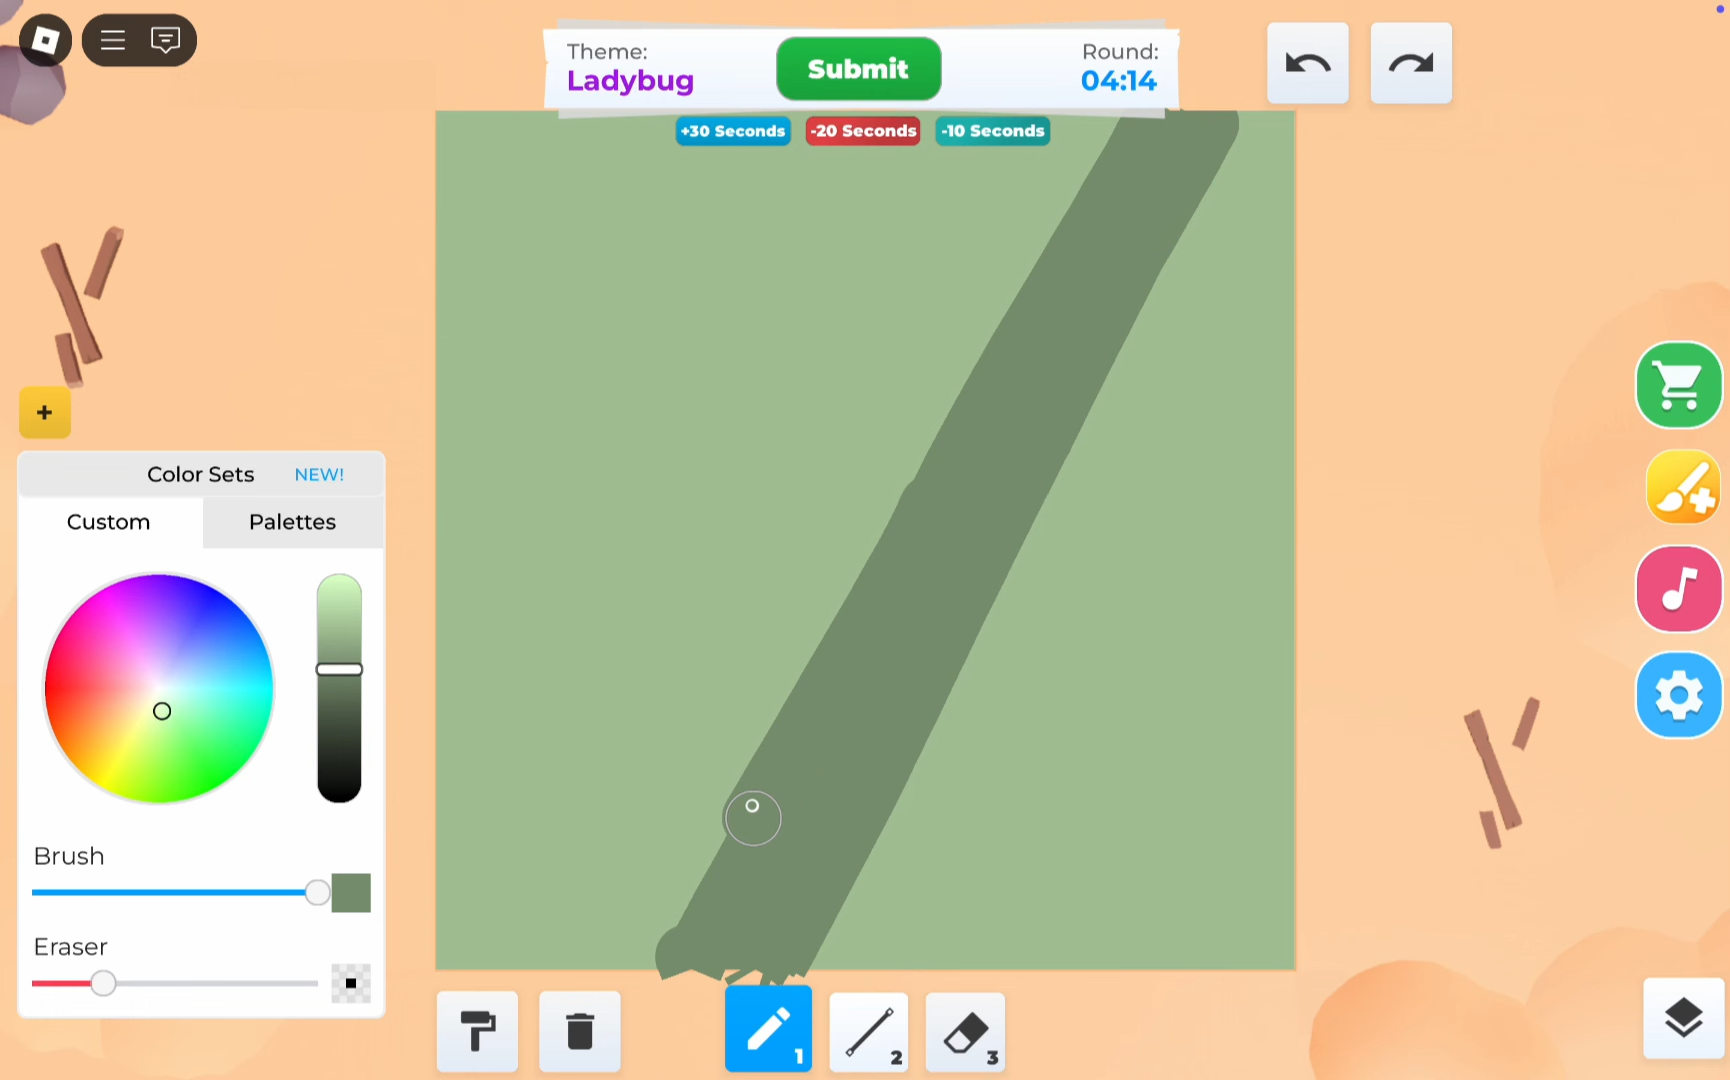 Theme:
Ladybug
Submit
Round:
04:14
+30 Seconds
-20 Seconds
-10 Seconds
+
Color Sets
NEW!
Custom
Palettes
Brush
Eraser
1
2
3